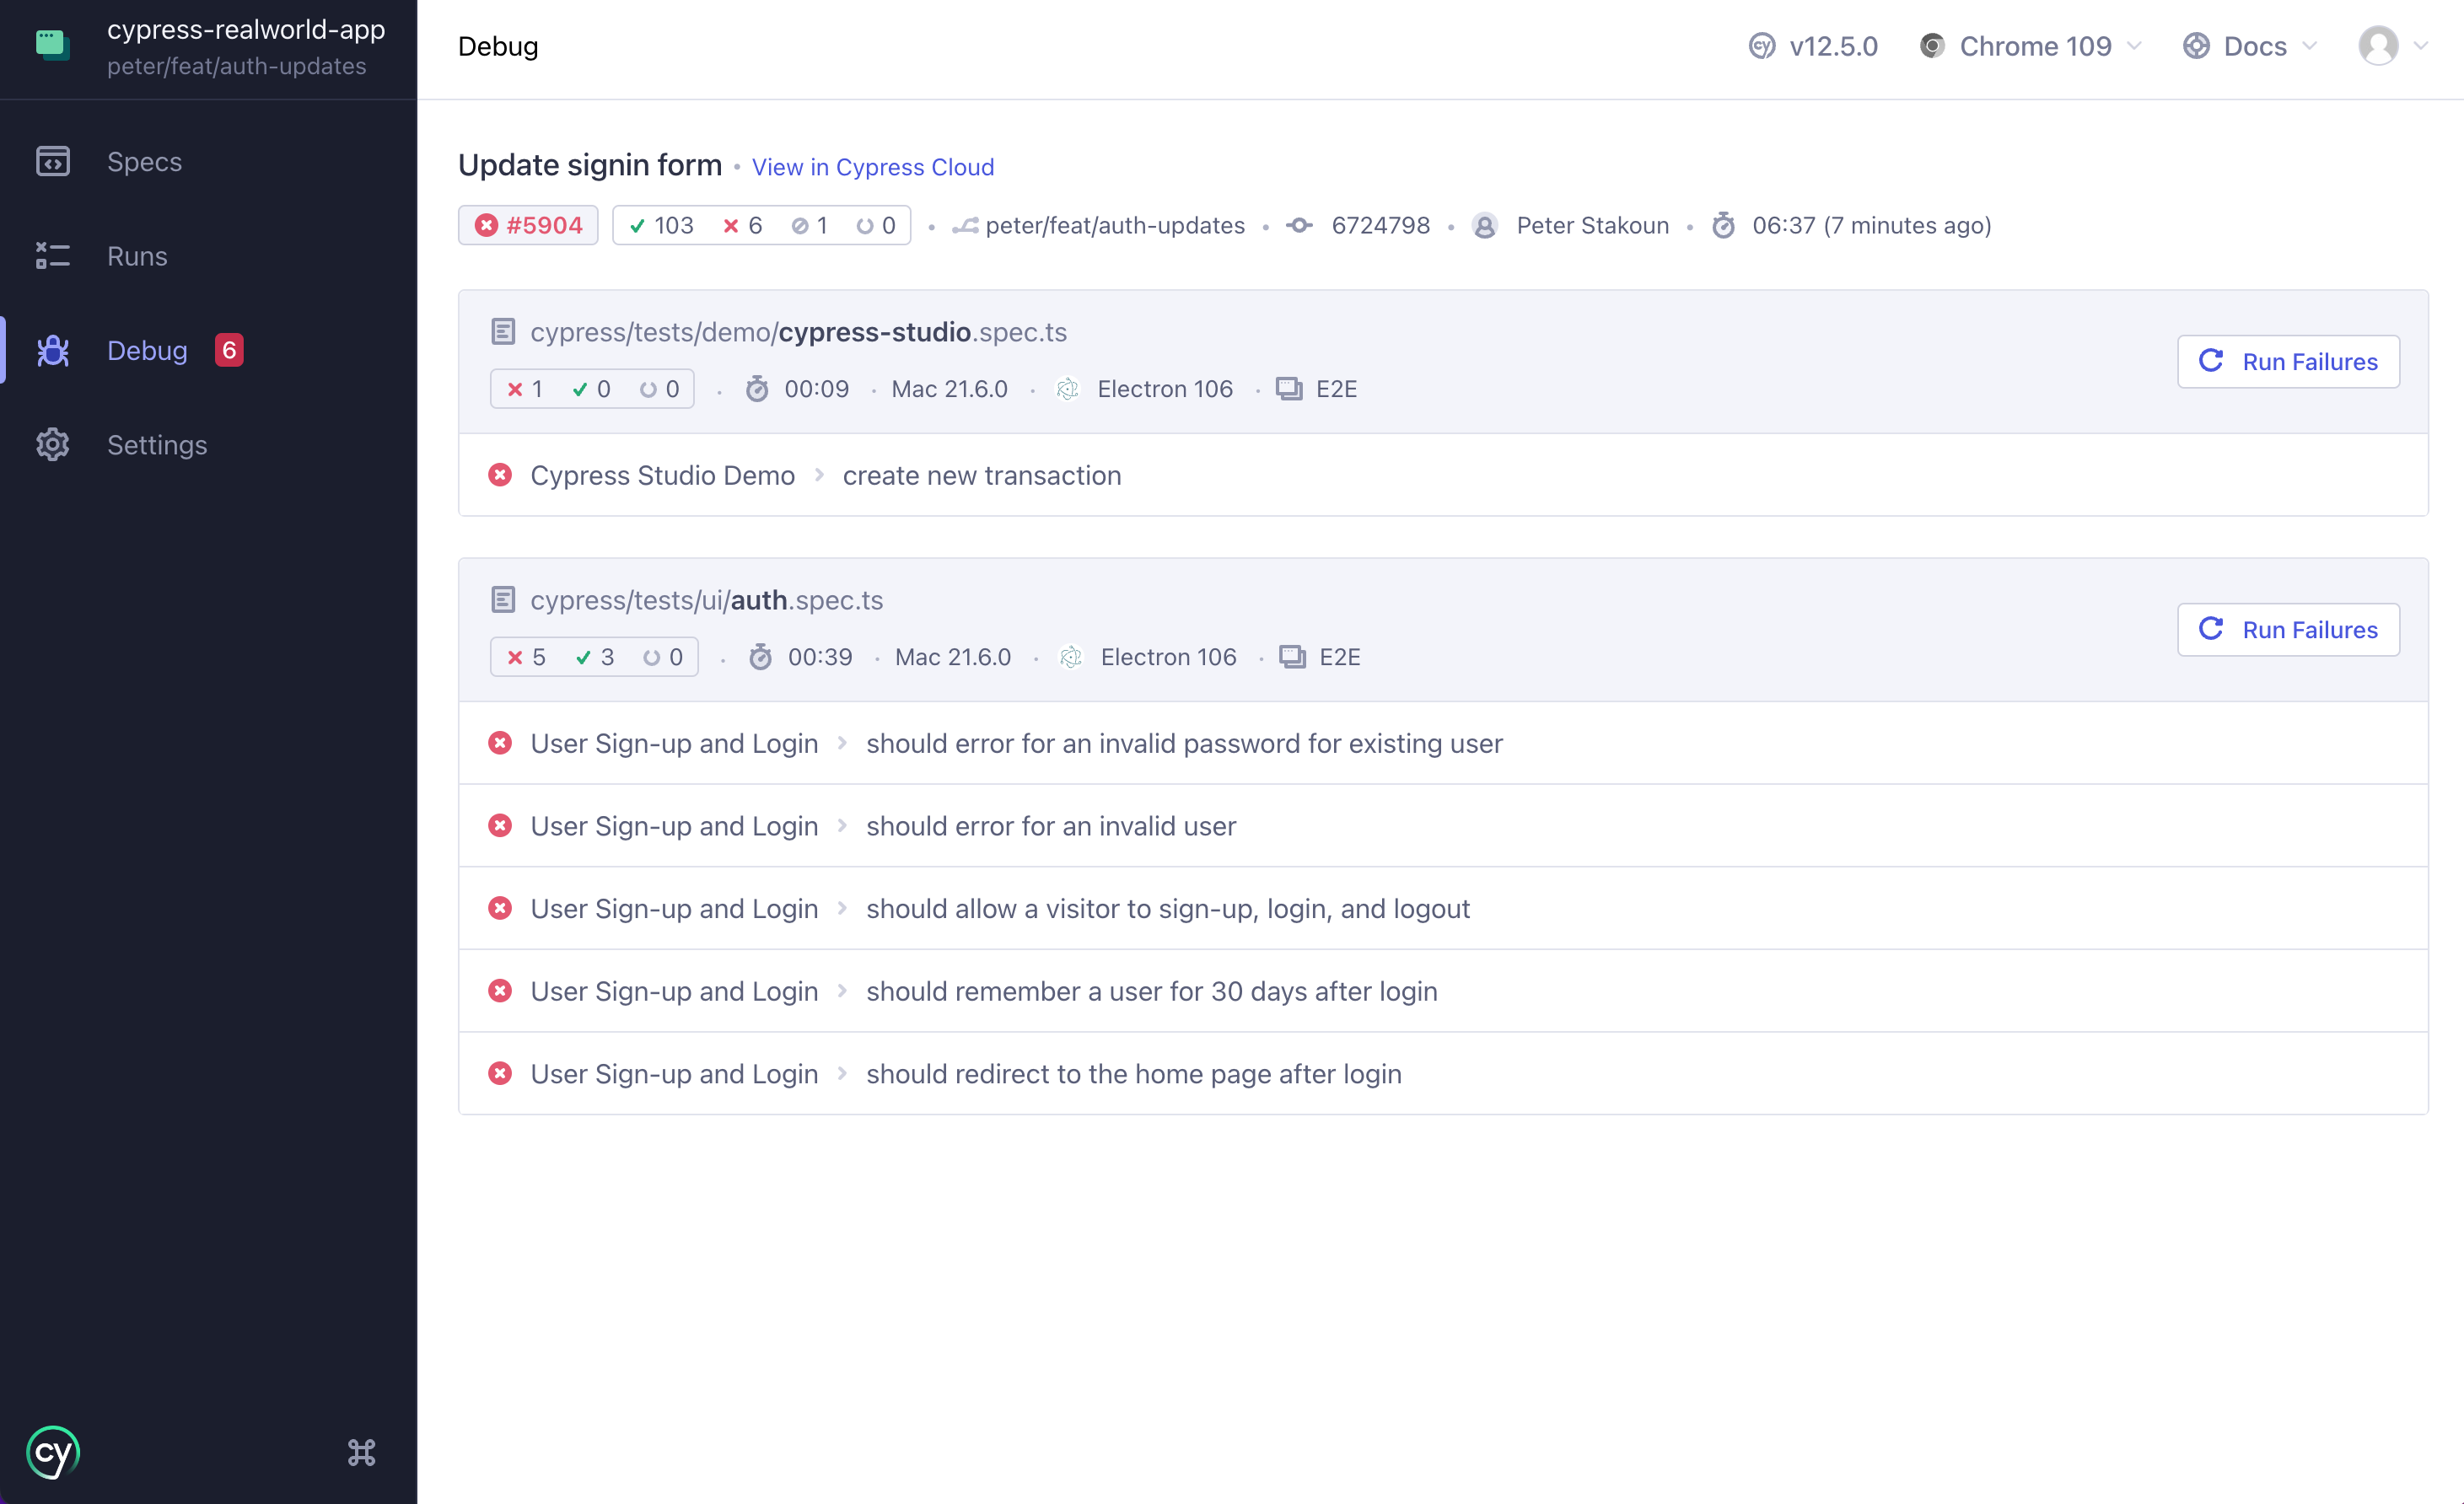 cypress-realworld-app
peter/feat/auth-updates
Specs
Runs
Debug 6
Settings
cy
Debug
cy v12.5.0 Chrome 109 Docs
Update signin form • View in Cypress Cloud
#5904 103 6 1 0 • peter/feat/auth-updates • 6724798 • Peter Stakoun • 06:37 (7 minutes ago)
cypress/tests/demo/cypress-studio.spec.ts
1 0 0 · 00:09 · Mac 21.6.0 · Electron 106 · E2E
Run Failures
Cypress Studio Demo > create new transaction
cypress/tests/ui/auth.spec.ts
5 3 0 · 00:39 · Mac 21.6.0 · Electron 106 · E2E
Run Failures
User Sign-up and Login > should error for an invalid password for existing user
User Sign-up and Login > should error for an invalid user
User Sign-up and Login > should allow a visitor to sign-up, login, and logout
User Sign-up and Login > should remember a user for 30 days after login
User Sign-up and Login > should redirect to the home page after login